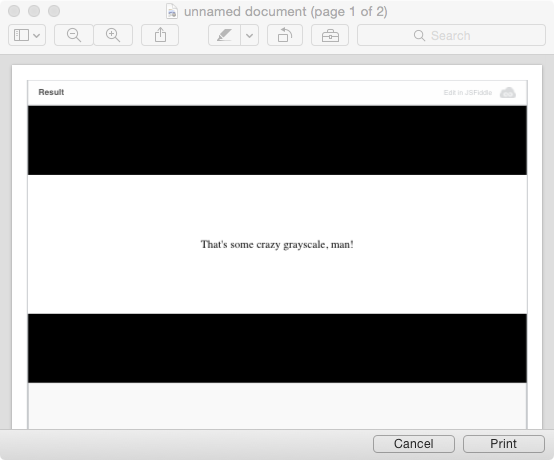 unnamed document (page 1 of 2)
Search
Result
Edit in JSFiddle
That's some crazy grayscale, man!
Cancel
Print